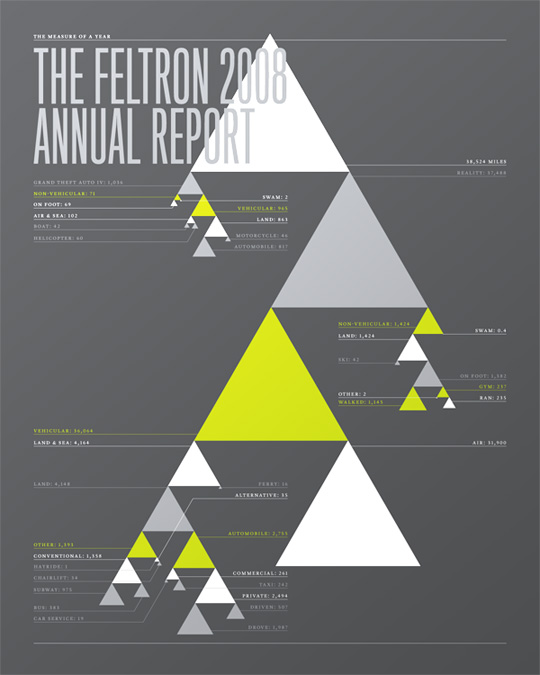 THE MEASURE OF A YEAR
THE FELTRON 2008
ANNUAL REPORT
38,524 MILES
REALITY: 37,488
GRAND THEFT AUTO IV: 1,036
NON-VEHICULAR: 71
SWAM: 2
ON FOOT: 69
VEHICULAR: 965
AIR & SEA: 102
LAND: 863
BOAT: 42
MOTORCYCLE: 46
HELICOPTER: 60
AUTOMOBILE: 817
NON-VEHICULAR: 1,424
SWAM: 0.4
LAND: 1,424
SKI: 42
ON FOOT: 1,382
GYM: 237
OTHER: 2
RAN: 235
WALKED: 1,145
VEHICULAR: 36,064
LAND & SEA: 4,164
AIR: 31,900
LAND: 4,148
FERRY: 16
ALTERNATIVE: 35
AUTOMOBILE: 2,755
OTHER: 1,393
CONVENTIONAL: 1,358
HAYRIDE: 1
COMMERCIAL: 261
CHAIRLIFT: 34
TAXI: 242
SUBWAY: 975
PRIVATE: 2,494
BUS: 383
DRIVEN: 507
CAR SERVICE: 19
DROVE: 1,987